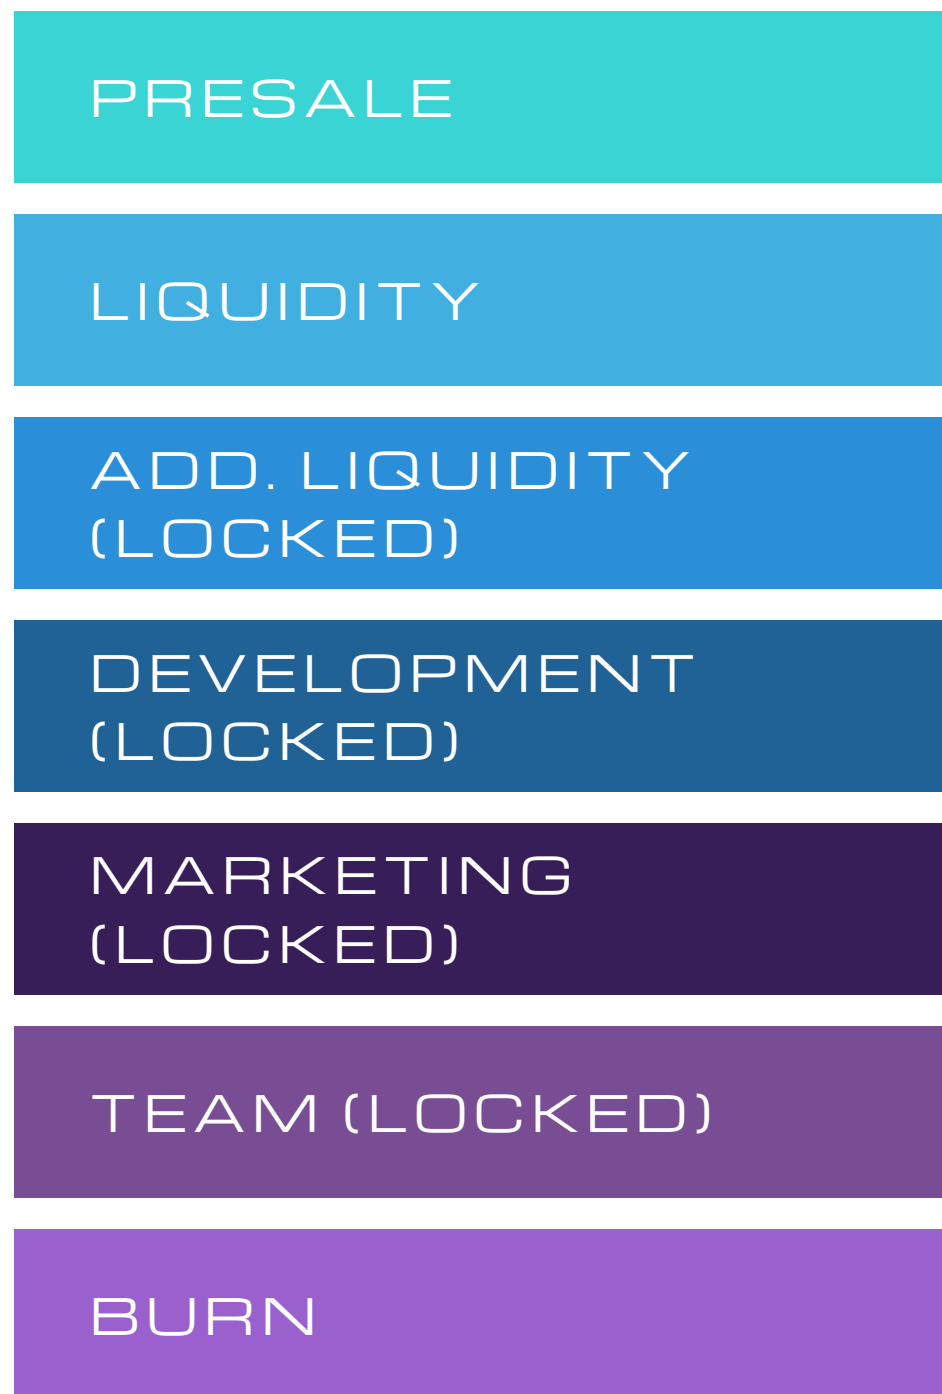 PRESALE
LIQUIDITY
ADD. LIQUIDITY
(LOCKED)
DEVELOPMENT
(LOCKED)
MARKETING
(LOCKED)
TEAM (LOCKED)
BURN